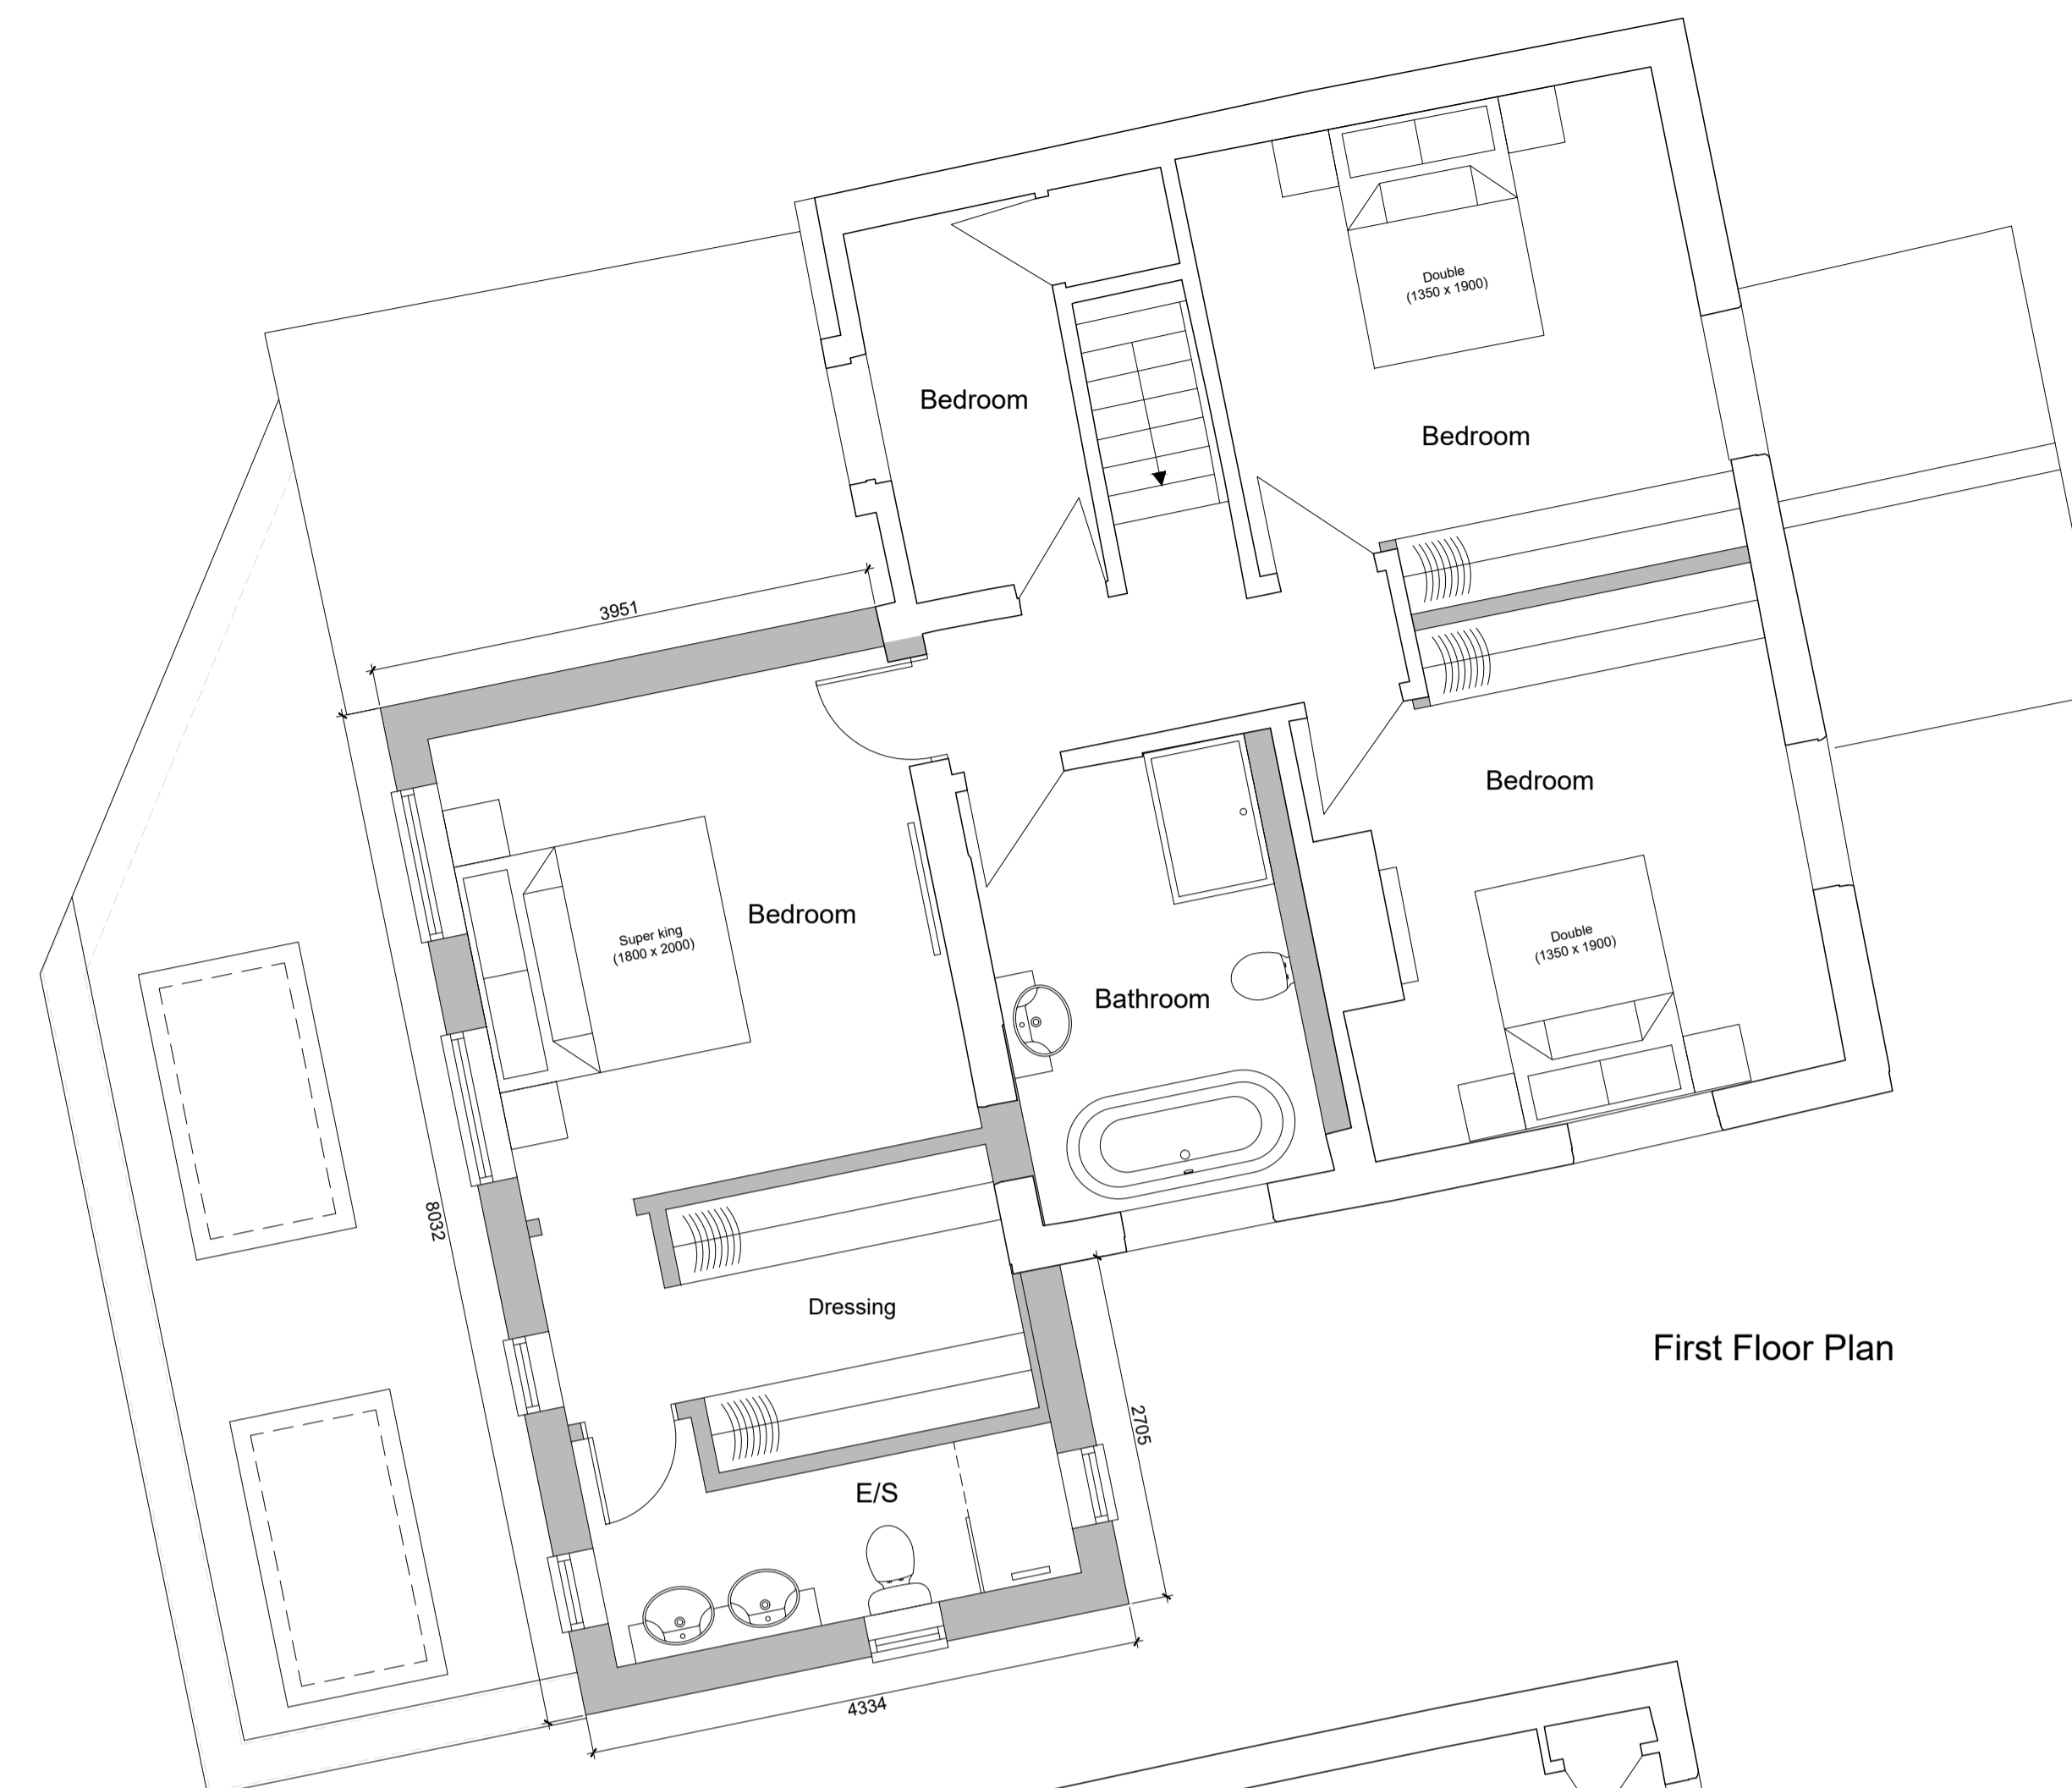 Double
(1350 x 1900)
Bedroom
Bedroom
3951
Bedroom
Bedroom
Super king
(1800 x 2000)
Double
(1350 x 1900)
Bathroom
8032
Dressing
First Floor Plan
2705
E/S
4334